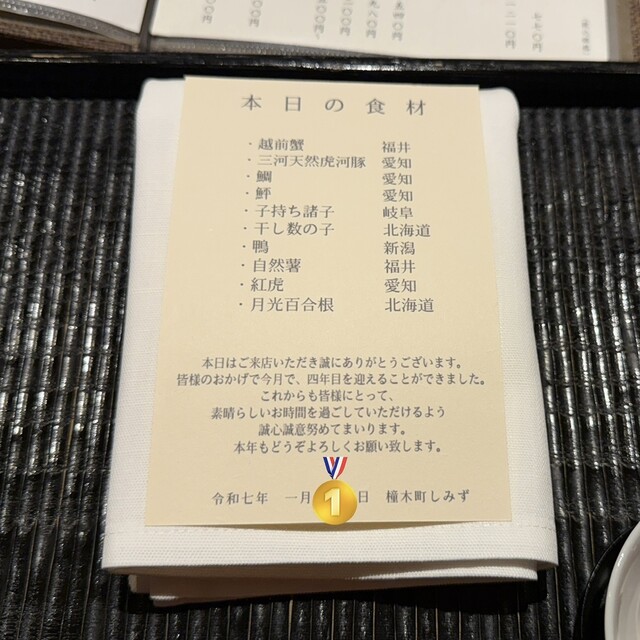 本日の食材
・越前蟹 福井
・三河天然虎河豚 愛知
・鯛 愛知
・鮃 愛知
・子持ち諸子 岐阜
・干し数の子 北海道
・鴨 新潟
・自然薯 福井
・紅虎 愛知
・月光百合根 北海道
本日はご来店いただき誠にありがとうございます。
皆様のおかげで今月で、四年目を迎えることができました。
これからも皆様にとって、
素晴らしいお時間を過ごしていただけるよう
誠心誠意努めてまいります。
本年もどうぞよろしくお願い致します。
令和七年 一月 日 橦木町しみず
1